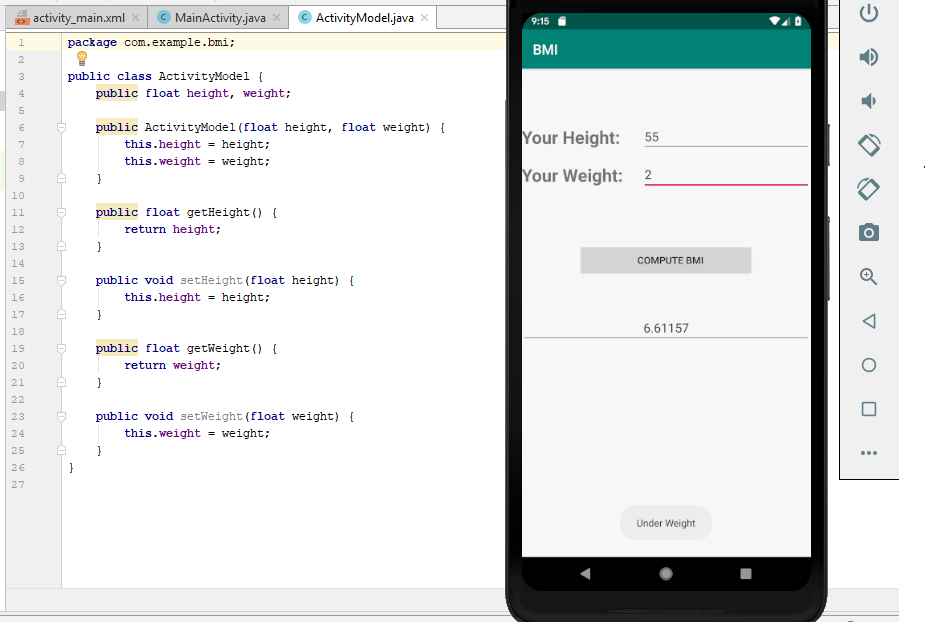 activity_main.xml MainActivity.java ActivityModel.java
1 package com.example.bmi;
2
3 public class ActivityModel {
4 public float height, weight;
5
6 public ActivityModel(float height, float weight) {
7 this.height = height;
8 this.weight = weight;
9 }
10
11 public float getHeight() {
12 return height;
13 }
14
15 public void setHeight(float height) {
16 this.height = height;
17 }
18
19 public float getWeight() {
20 return weight;
21 }
22
23 public void setWeight(float weight) {
24 this.weight = weight;
25 }
26 }
27
9:15
BMI
Your Height: 55
Your Weight: 2
COMPUTE BMI
6.61157
Under Weight